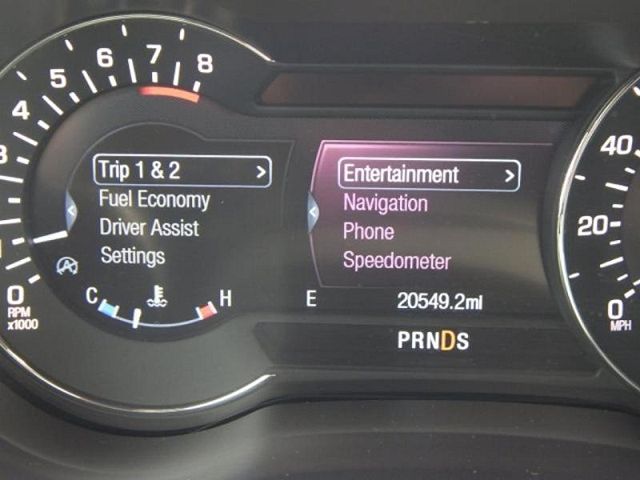 8
7
6
5
4
3
1
0
RPM
x1000
Trip 1 & 2 >
Fuel Economy
Driver Assist
Settings
C H
Entertainment >
Navigation
Phone
Speedometer
E 20549.2mi
PRNDS
40
20
0
MPH